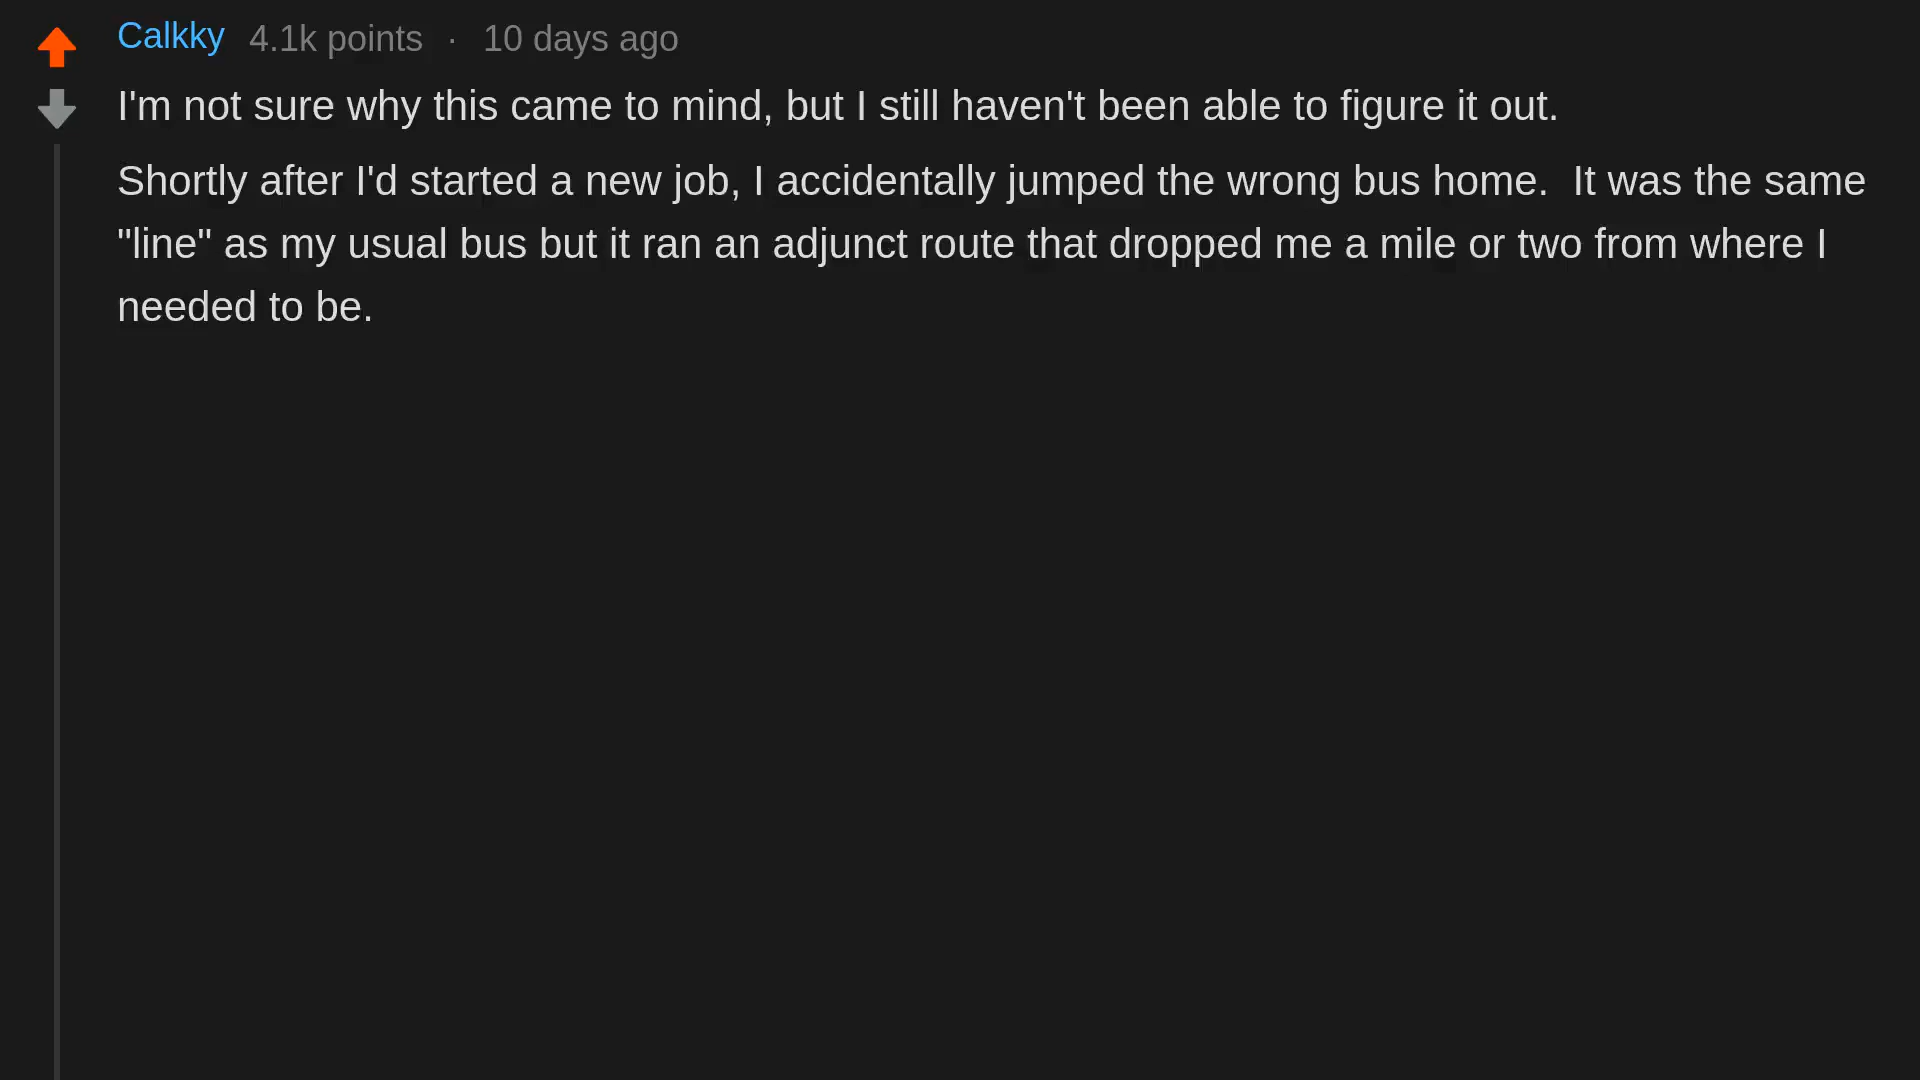 Calkky 4.1k points · 10 days ago
I'm not sure why this came to mind, but I still haven't been able to figure it out.
Shortly after I'd started a new job, I accidentally jumped the wrong bus home.  It was the same
"line" as my usual bus but it ran an adjunct route that dropped me a mile or two from where I
needed to be.